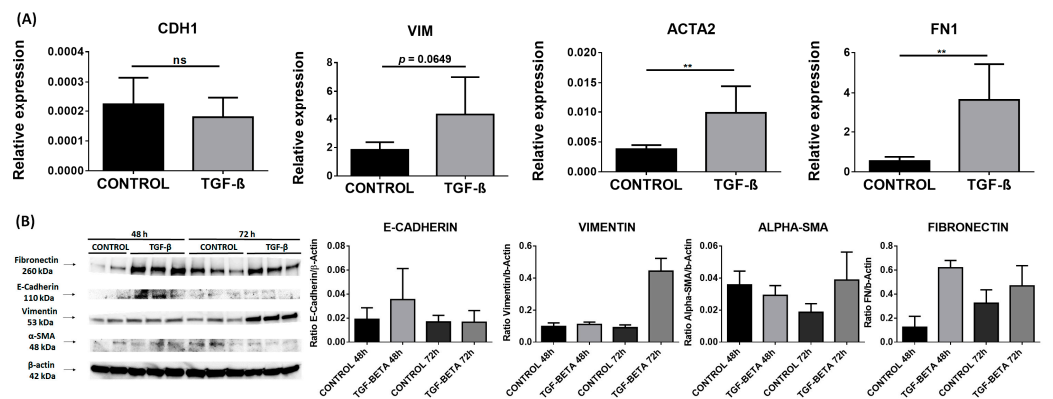 (A)
CDH1
Relative expression
0.0004
0.0003
0.0002
0.0001
0.0000
ns
CONTROL
TGF-ß
VIM
Relative expression
8
6
4
2
0
p = 0.0649
CONTROL
TGF-ß
ACTA2
Relative expression
0.020
0.015
0.010
0.005
0.000
**
CONTROL
TGF-ß
FN1
Relative expression
6
4
2
0
**
CONTROL
TGF-ß
(B)
48 h
72 h
CONTROL
TGF-β
CONTROL
TGF-β
Fibronectin
260 kDa
E-Cadherin
110 kDa
Vimentin
53 kDa
α-SMA
48 kDa
β-actin
42 kDa
E-CADHERIN
Ratio E-Cadherin/β-Actin
0.08
0.06
0.04
0.02
0.00
CONTROL 48h
TGF-BETA 48h
CONTROL 72h
TGF-BETA 72h
VIMENTIN
Ratio Vimentin/b-Actin
0.6
0.4
0.2
0.0
CONTROL 48h
TGF-BETA 48h
CONTROL 72h
TGF-BETA 72h
ALPHA-SMA
Ratio Alpha-SMA/b-Actin
0.06
0.04
0.02
0.00
CONTROL 48h
TGF-BETA 48h
CONTROL 72h
TGF-BETA 72h
FIBRONECTIN
Ratio FN/b-Actin
0.8
0.6
0.4
0.2
0.0
CONTROL 48h
TGF-BETA 48h
CONTROL 72h
TGF-BETA 72h